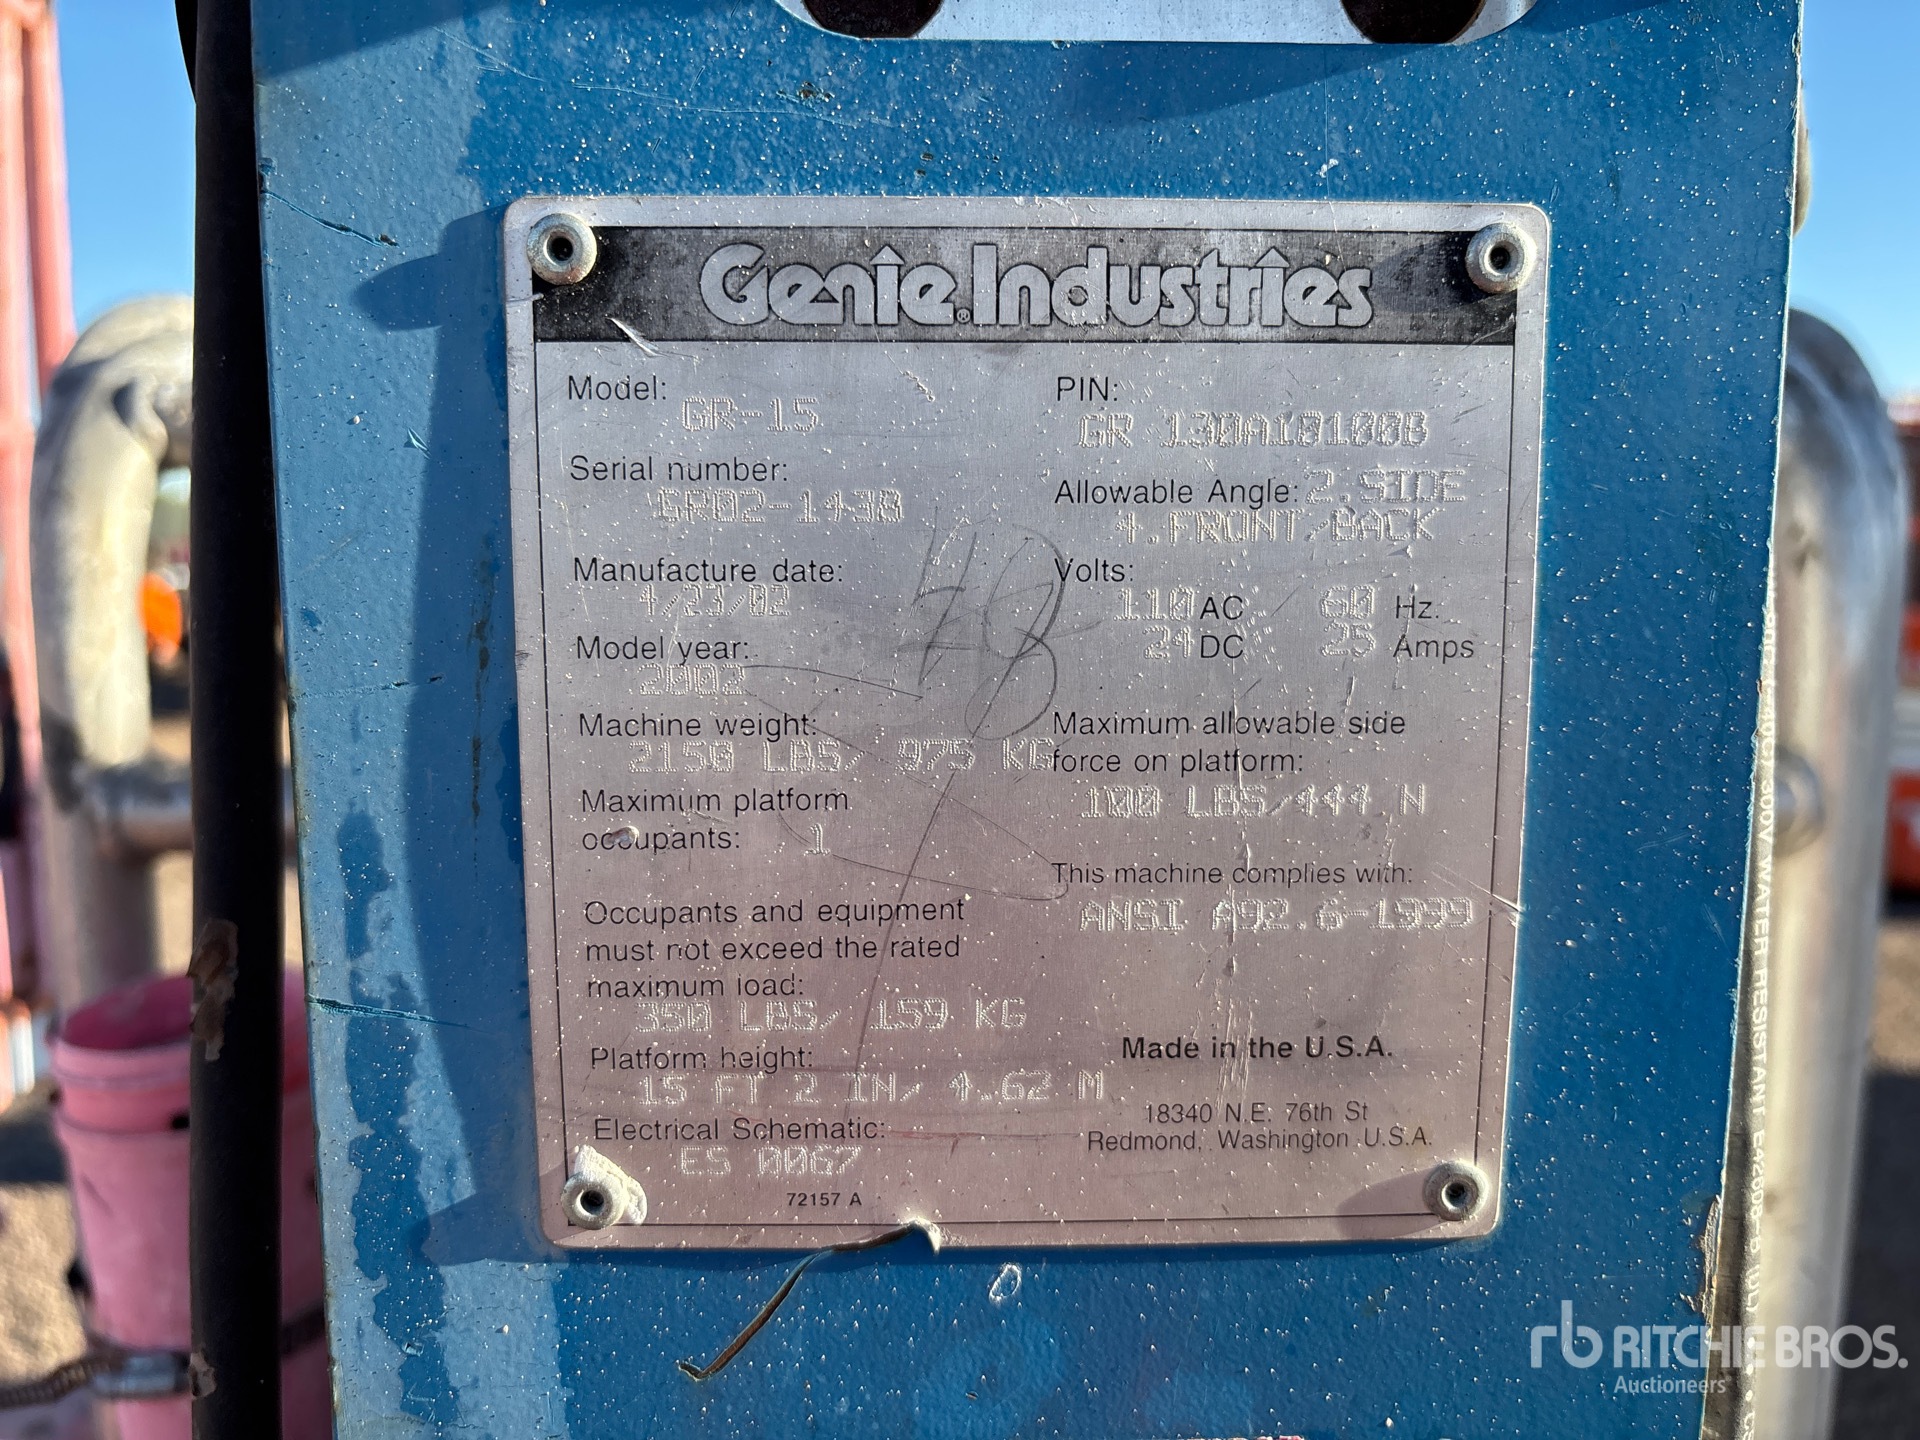 Genie® Industries
Model:
GR-15
Serial number:
GR02-1438
Manufacture date:
4/23/02
Model year:
2002
Machine weight:
2150 LBS/ 975 KG
Maximum platform
occupants: 1
Occupants and equipment
must not exceed the rated
maximum load:
350 LBS/ 159 KG
Platform height:
15 FT 2 IN/ 4.62 M
Electrical Schematic:
ES 0067
72157 A
PIN:
GR 130A10100B
Allowable Angle: 2.SIDE
4.FRONT/BACK
Volts:
110 AC 60 Hz.
24 DC 25 Amps
Maximum allowable side
force on platform:
100 LBS/444 N
This machine complies with:
ANSI A92.6-1999
Made in the U.S.A.
18340 N.E. 76th St
Redmond, Washington U.S.A.
WATER RESISTANT
rb RITCHIE BROS.
Auctioneers